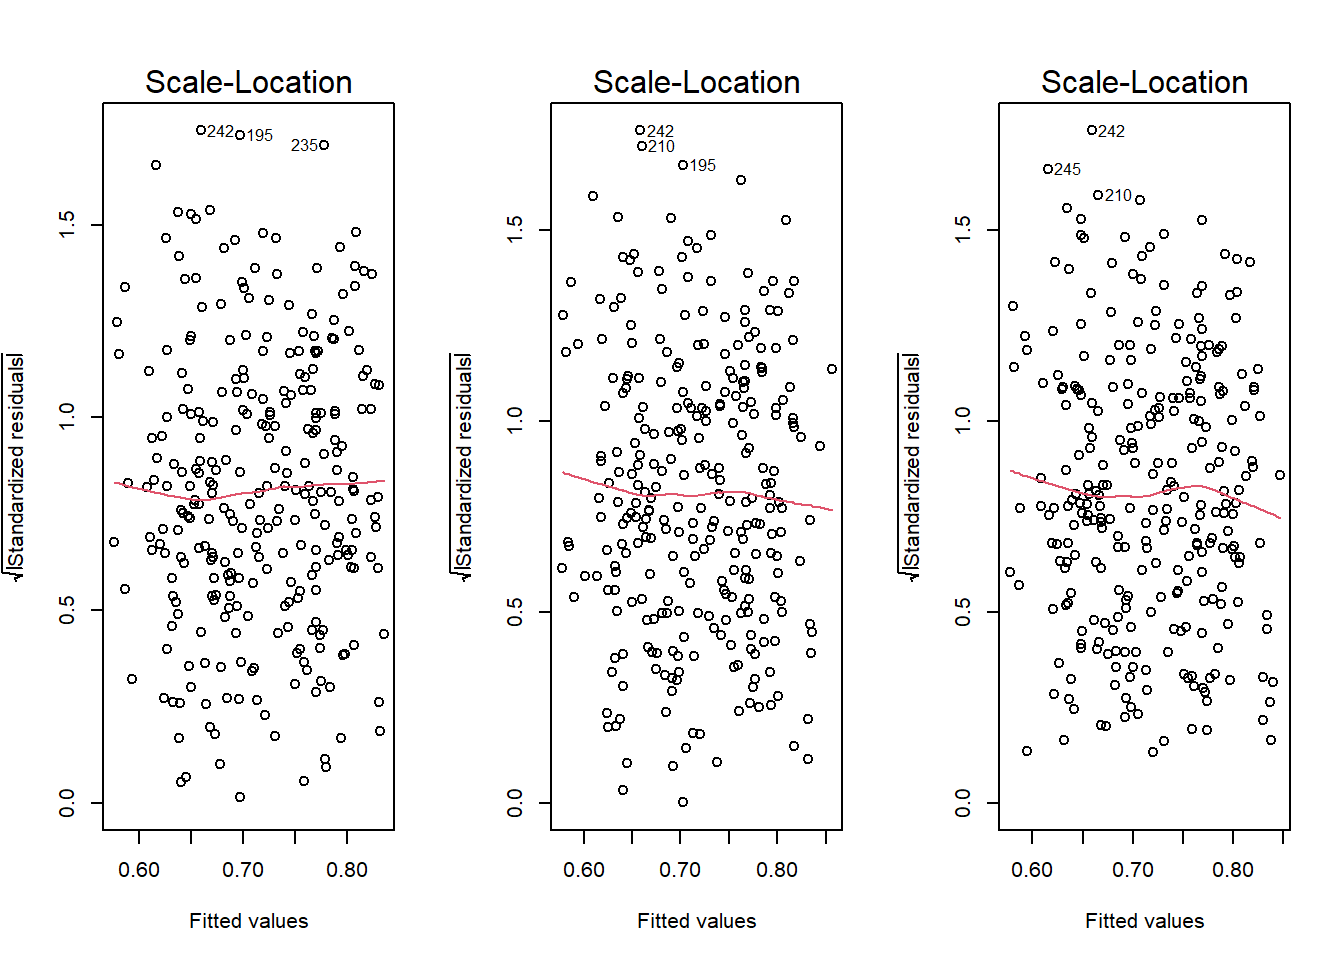 Scale-Location
242
195
235
0.0 0.5 1.0 1.5
√|Standardized residuals|
0.60 0.70 0.80
Fitted values
Scale-Location
242
210
195
0.0 0.5 1.0 1.5
√|Standardized residuals|
0.60 0.70 0.80
Fitted values
Scale-Location
242
245
210
0.0 0.5 1.0 1.5
√|Standardized residuals|
0.60 0.70 0.80
Fitted values